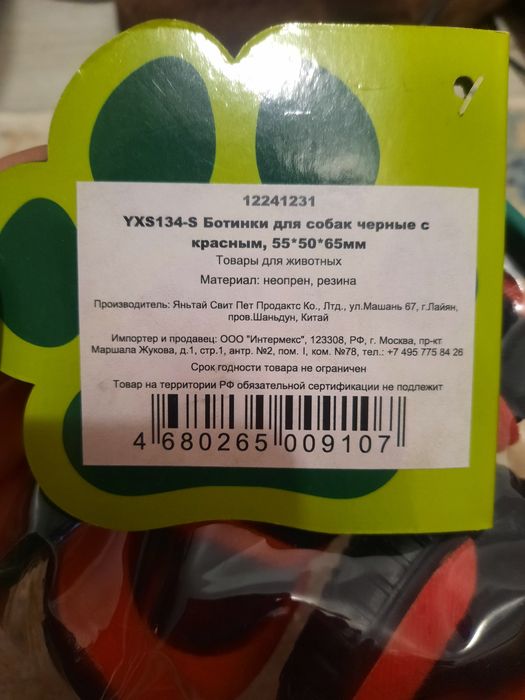 12241231
YXS134-S Ботинки для собак черные с
красным, 55*50*65мм
Товары для животных
Материал: неопрен, резина
Производитель: Яньтай Свит Пет Продактс Ко., Лтд., ул.Машань 67, г.Лайян,
пров.Шаньдун, Китай
Импортер и продавец: ООО "Интермекс", 123308, РФ, г. Москва, пр-кт
Маршала Жукова, д.1, стр.1, антр. №2, пом. I, ком. №78, тел.: +7 495 775 84 26
Срок годности товара не ограничен
Товар на территории РФ обязательной сертификации не подлежит
4 680265 009107